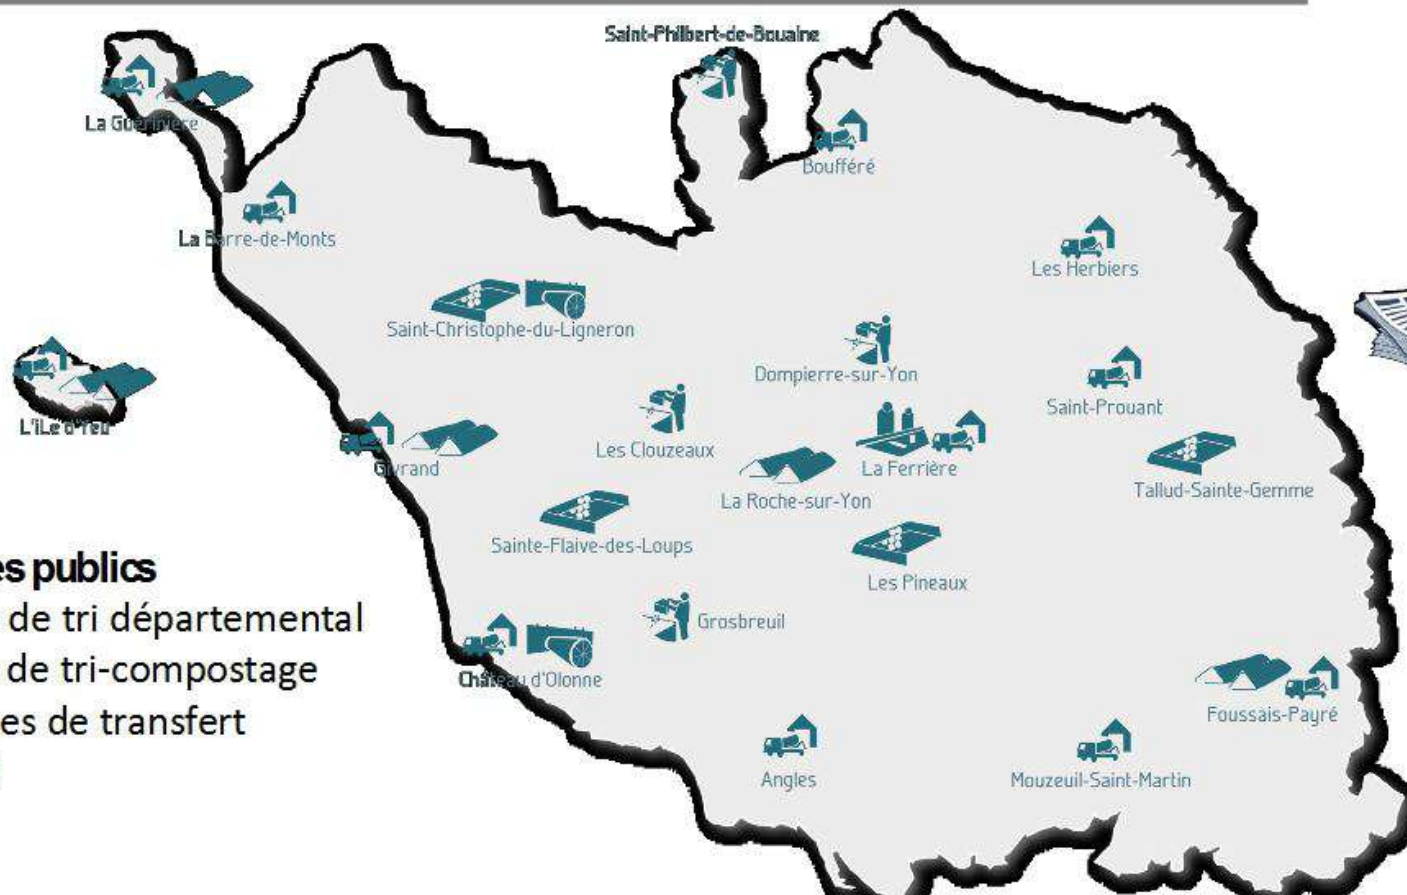 Saint-Philbert-de-Bouaine
La Guérinière
Boufféré
La Barre-de-Monts
Les Herbiers
Saint-Christophe-du-Ligneron
Dompierre-sur-Yon
Saint-Prouant
L'iLe d'Yeu
Les Clouzeaux
Givrand
La Ferrière
Tallud-Sainte-Gemme
La Roche-sur-Yon
Sainte-Flaive-des-Loups
Les Pineaux
es publics
de tri départemental
Grosbreuil
de tri-compostage
Château d'Olonne
es de transfert
Foussais-Payré
Angles
Mouzeuil-Saint-Martin